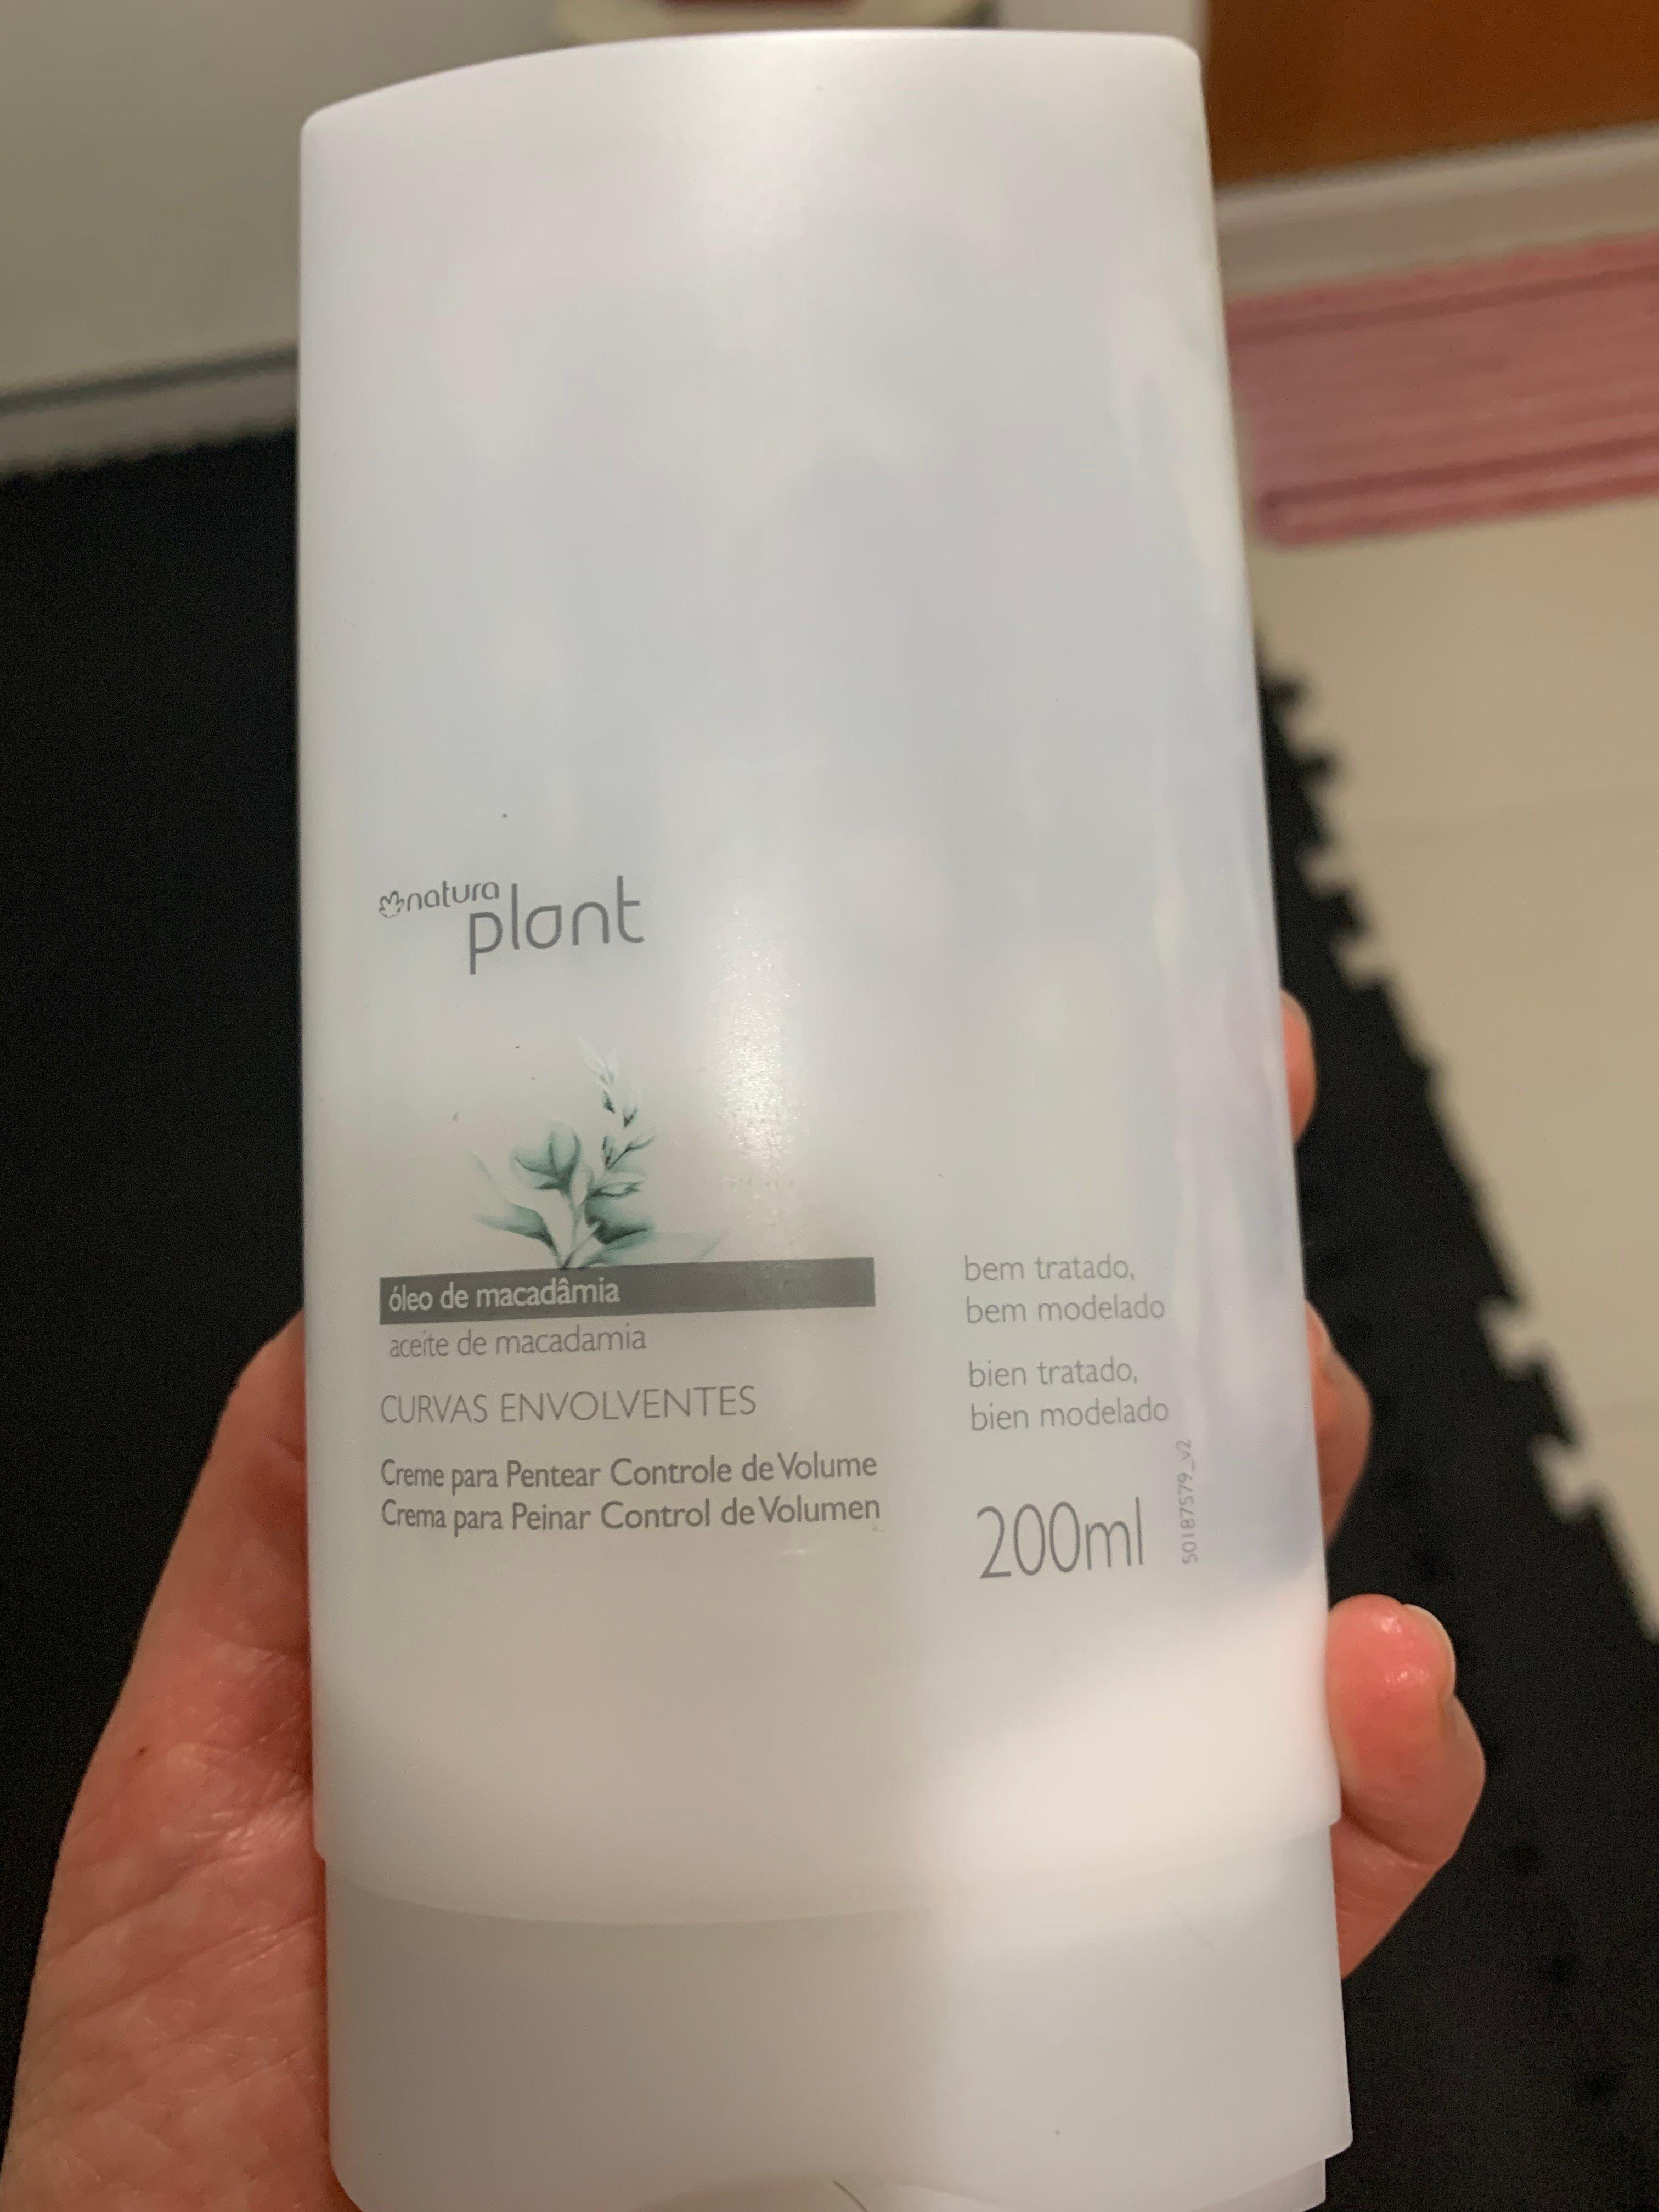 natura
plant
óleo de macadâmia
aceite de macadamia
CURVAS ENVOLVENTES
Creme para Pentear Controle de Volume
Crema para Peinar Control de Volumen
bem tratado,
bem modelado
bien tratado,
bien modelado
200ml
50187579_v2